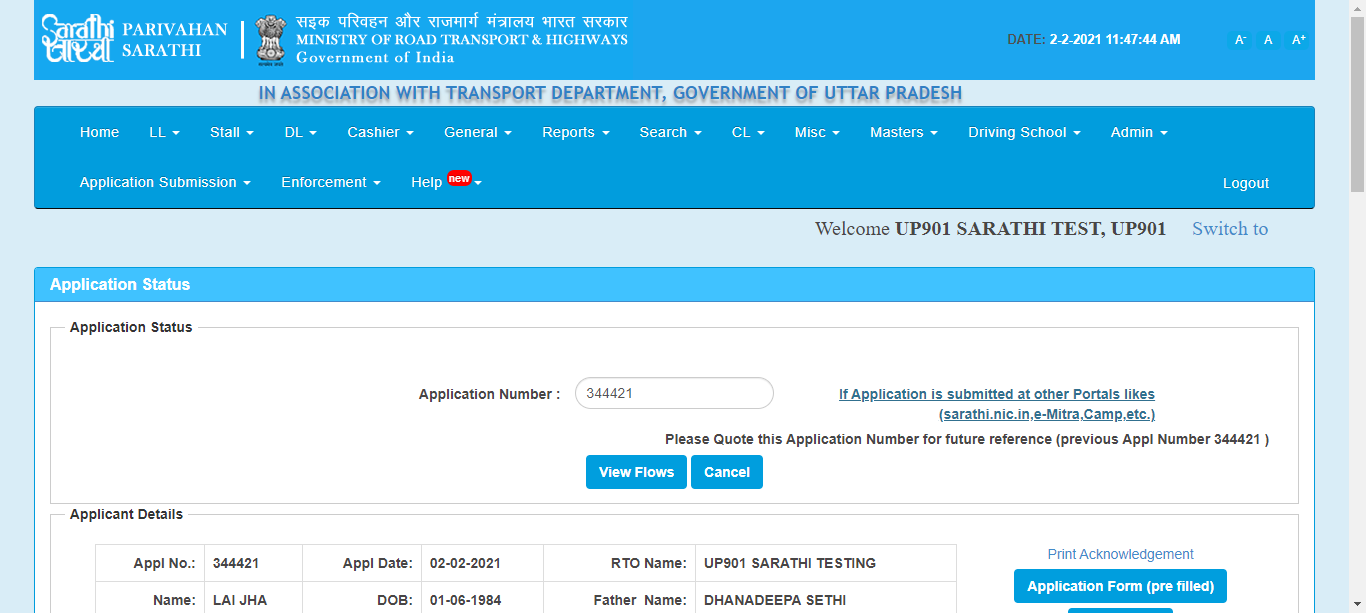 Sarathi सारथी PARIVAHAN SARATHI
सड़क परिवहन और राजमार्ग मंत्रालय भारत सरकार
MINISTRY OF ROAD TRANSPORT & HIGHWAYS
Government of India
DATE: 2-2-2021 11:47:44 AM A- A A+
IN ASSOCIATION WITH TRANSPORT DEPARTMENT, GOVERNMENT OF UTTAR PRADESH
Home LL Stall DL Cashier General Reports Search CL Misc Masters Driving School Admin
Application Submission Enforcement Help new Logout
Welcome UP901 SARATHI TEST, UP901 Switch to
Application Status
Application Status
Application Number : 344421 If Application is submitted at other Portals likes
(sarathi.nic.in,e-Mitra,Camp,etc.)
Please Quote this Application Number for future reference (previous Appl Number 344421 )
View Flows Cancel
Applicant Details
Appl No.: 344421 Appl Date: 02-02-2021 RTO Name: UP901 SARATHI TESTING Print Acknowledgement
Application Form (pre filled)
Name: LAI JHA DOB: 01-06-1984 Father Name: DHANADEEPA SETHI